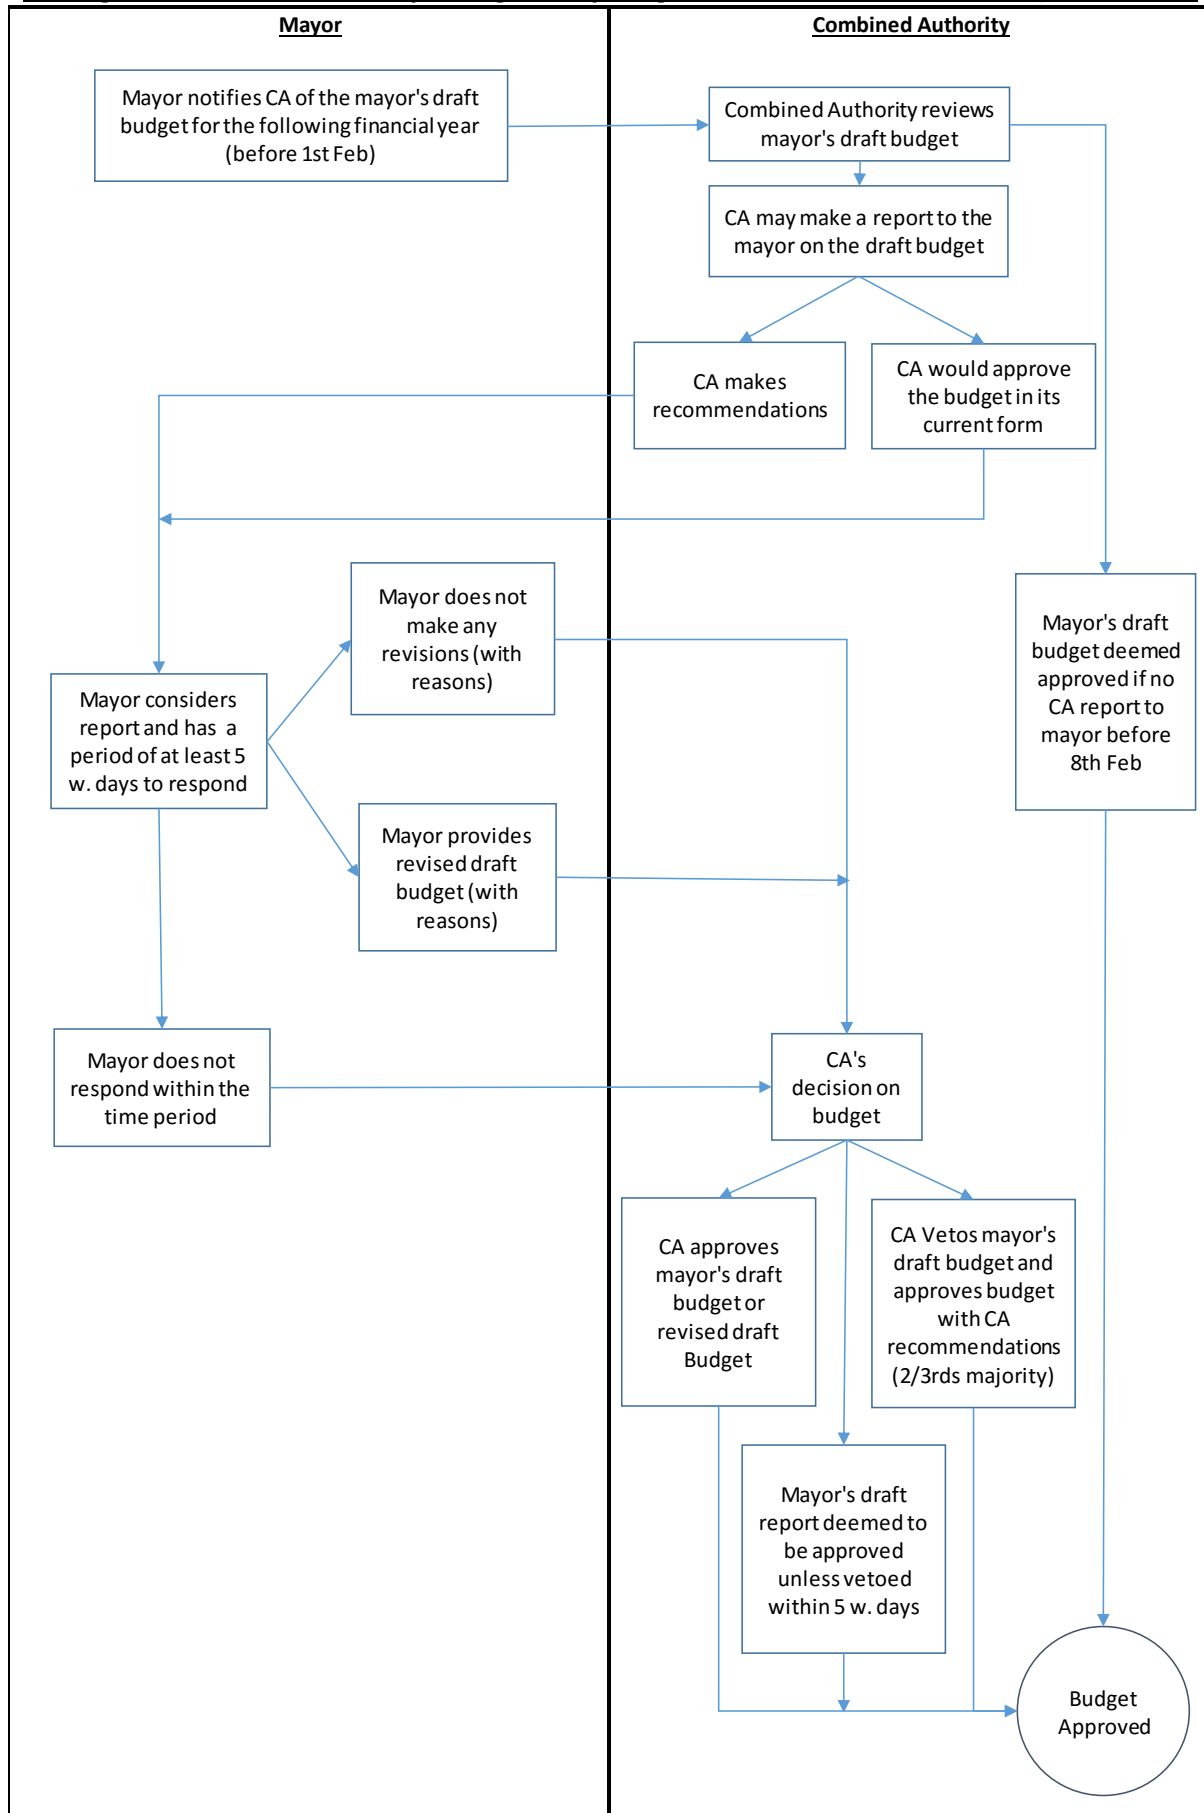 Mayor
Combined Authority
Mayor notifies CA of the mayor's draft
budget for the following financial year
(before 1st Feb)
Combined Authority reviews
mayor's draft budget
CA may make a report to the
mayor on the draft budget
CA makes
recommendations
CA would approve
the budget in its
current form
Mayor does not
make any
revisions (with
reasons)
Mayor's draft
budget deemed
approved if no
CA report to
mayor before
8th Feb
Mayor considers
report and has a
period of at least 5
w. days to respond
Mayor provides
revised draft
budget (with
reasons)
Mayor does not
respond within the
time period
CA's
decision on
budget
CA approves
mayor's draft
budget or
revised draft
Budget
CA Vetos mayor's
draft budget and
approves budget
with CA
recommendations
(2/3rds majority)
Mayor's draft
report deemed to
be approved
unless vetoed
within 5 w. days
Budget
Approved